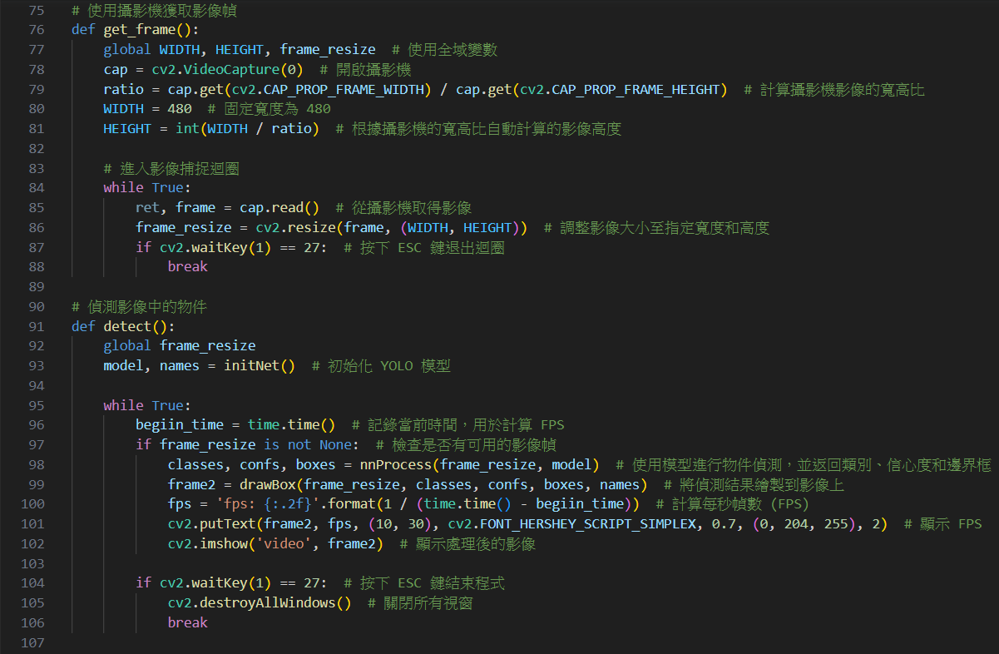 75 # 使用攝影機獲取影像幀
76 def get_frame():
77     global WIDTH, HEIGHT, frame_resize  # 使用全域變數
78     cap = cv2.VideoCapture(0)  # 開啟攝影機
79     ratio = cap.get(cv2.CAP_PROP_FRAME_WIDTH) / cap.get(cv2.CAP_PROP_FRAME_HEIGHT)  # 計算攝影機影像的寬高比
80     WIDTH = 480  # 固定寬度為 480
81     HEIGHT = int(WIDTH / ratio)  # 根據攝影機的寬高比自動計算的影像高度
82
83     # 進入影像捕捉迴圈
84     while True:
85         ret, frame = cap.read()  # 從攝影機取得影像
86         frame_resize = cv2.resize(frame, (WIDTH, HEIGHT))  # 調整影像大小至指定寬度和高度
87         if cv2.waitKey(1) == 27:  # 按下 ESC 鍵退出迴圈
88             break
89
90 # 偵測影像中的物件
91 def detect():
92     global frame_resize
93     model, names = initNet()  # 初始化 YOLO 模型
94
95     while True:
96         begiin_time = time.time()  # 記錄當前時間，用於計算 FPS
97         if frame_resize is not None:  # 檢查是否有可用的影像幀
98             classes, confs, boxes = nnProcess(frame_resize, model)  # 使用模型進行物件偵測，並返回類別、信心度和邊界框
99             frame2 = drawBox(frame_resize, classes, confs, boxes, names)  # 將偵測結果繪製到影像上
100             fps = 'fps: {:.2f}'.format(1 / (time.time() - begiin_time))  # 計算每秒幀數 (FPS)
101             cv2.putText(frame2, fps, (10, 30), cv2.FONT_HERSHEY_SCRIPT_SIMPLEX, 0.7, (0, 204, 255), 2)  # 顯示 FPS
102             cv2.imshow('video', frame2)  # 顯示處理後的影像
103
104         if cv2.waitKey(1) == 27:  # 按下 ESC 鍵結束程式
105             cv2.destroyAllWindows()  # 關閉所有視窗
106             break
107